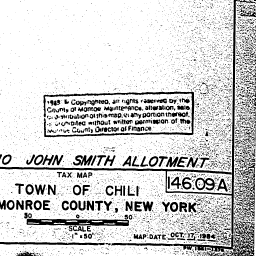 1989 © Copyrighted, all rights reserved by the
County of Monroe. Maintenance, alteration, sale
or distribution of this map, or any portion thereof,
is prohibited without written permission of the
Monroe County Director of Finance
JOHN SMITH ALLOTMENT
TAX MAP
146.09A
TOWN OF CHILI
MONROE COUNTY, NEW YORK
50 0 50
SCALE
1"=50'
MAP DATE OCT. 17, 1984